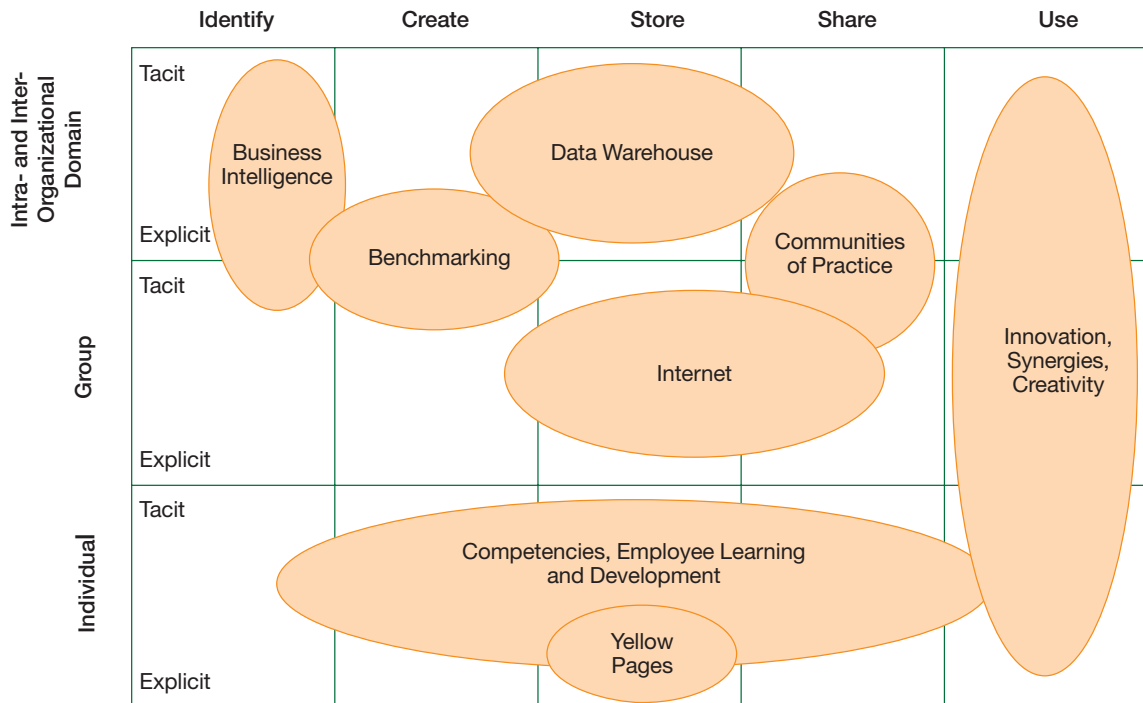 Identify
Create
Store
Share
Use
Intra- and Inter-
Organizational
Domain
Tacit
Business
Intelligence
Data Warehouse
Explicit
Benchmarking
Communities
of Practice
Group
Tacit
Internet
Innovation,
Synergies,
Creativity
Explicit
Individual
Tacit
Competencies, Employee Learning
and Development
Yellow
Pages
Explicit